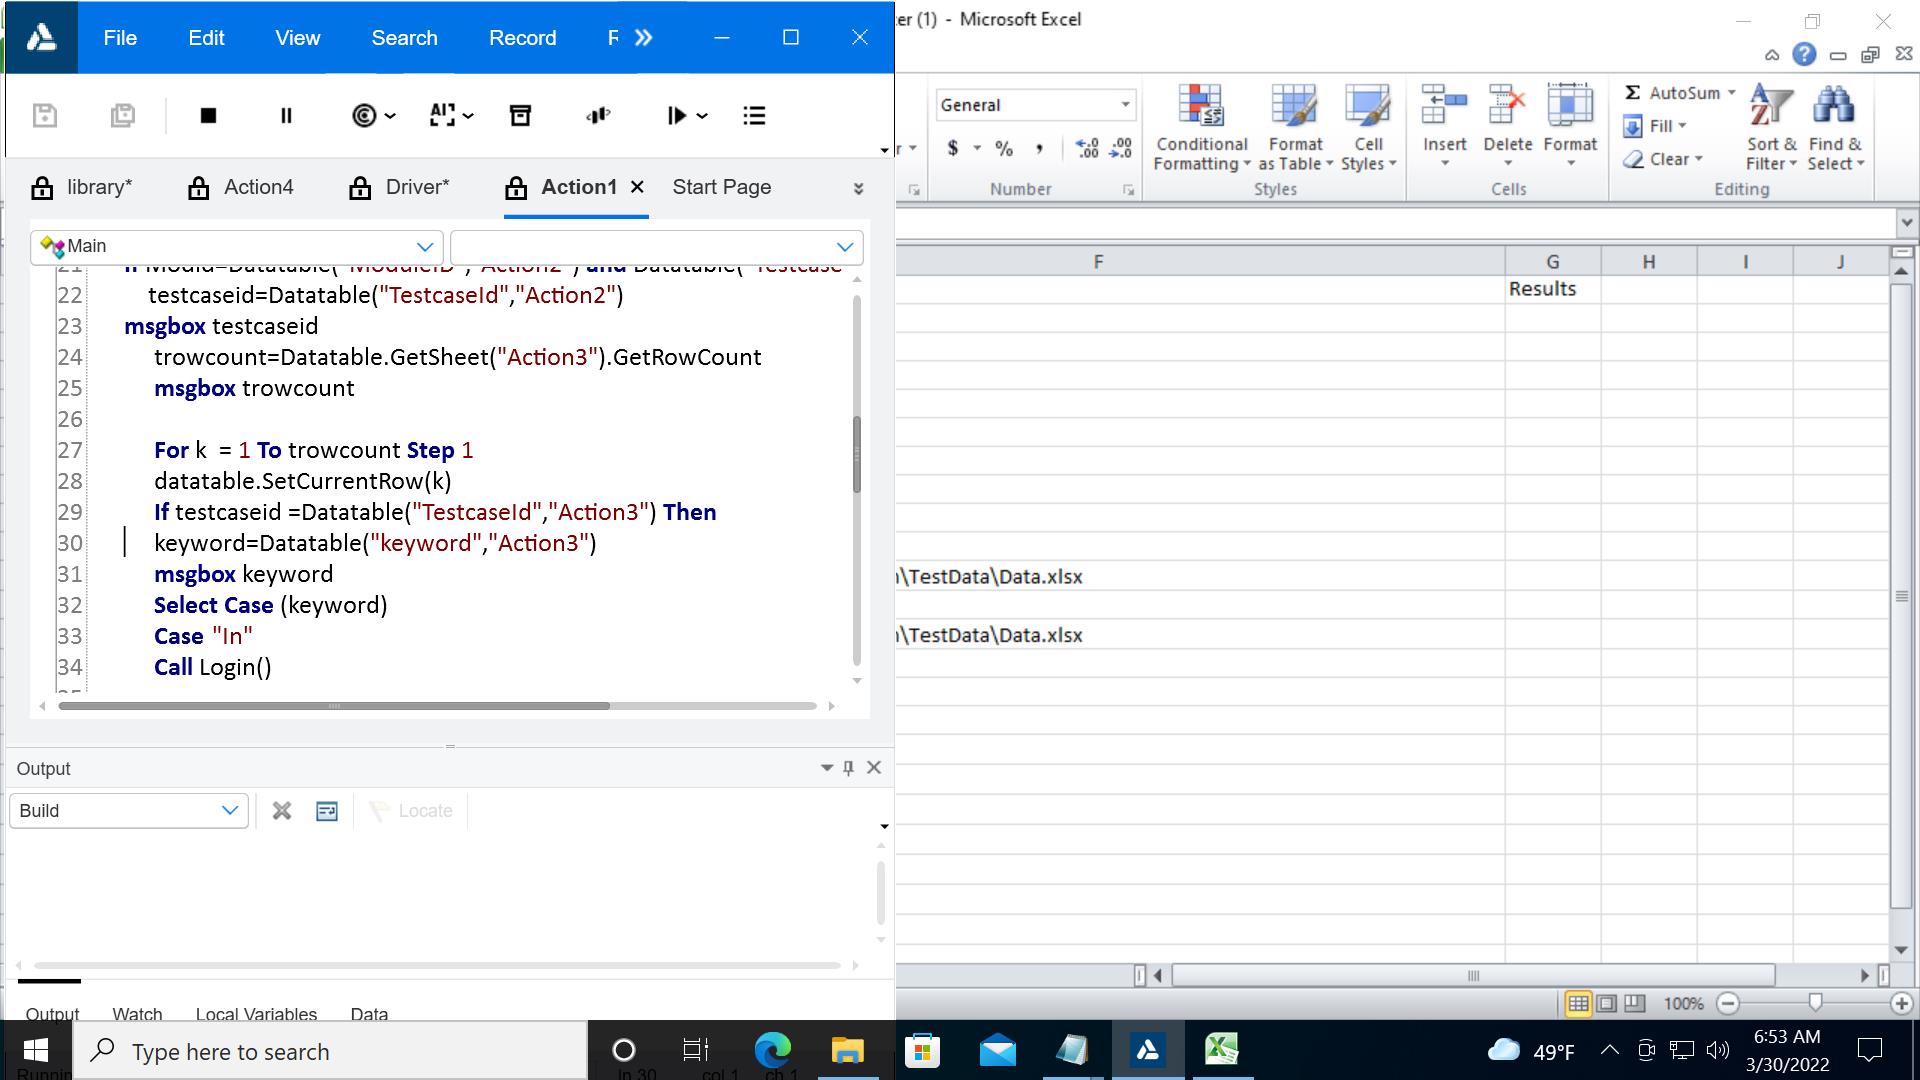 File Edit View Search Record
er (1) - Microsoft Excel
General
$ % ,
Conditional Formatting
Format as Table
Cell Styles
Insert Delete Format
Σ AutoSum
Fill
Clear
Sort & Filter
Find & Select
Number Styles Cells Editing
library* Action4 Driver* Action1 Start Page
Main
22 testcaseid=Datatable("TestcaseId","Action2")
23 msgbox testcaseid
24 trowcount=Datatable.GetSheet("Action3").GetRowCount
25 msgbox trowcount
26
27 For k = 1 To trowcount Step 1
28 datatable.SetCurrentRow(k)
29 If testcaseid =Datatable("TestcaseId","Action3") Then
30 keyword=Datatable("keyword","Action3")
31 msgbox keyword
32 Select Case (keyword)
33 Case "In"
34 Call Login()
F G H I J
Results
\TestData\Data.xlsx
\TestData\Data.xlsx
Output
Build
Locate
Output Watch Local Variables Data
100%
Type here to search
49°F
6:53 AM
3/30/2022